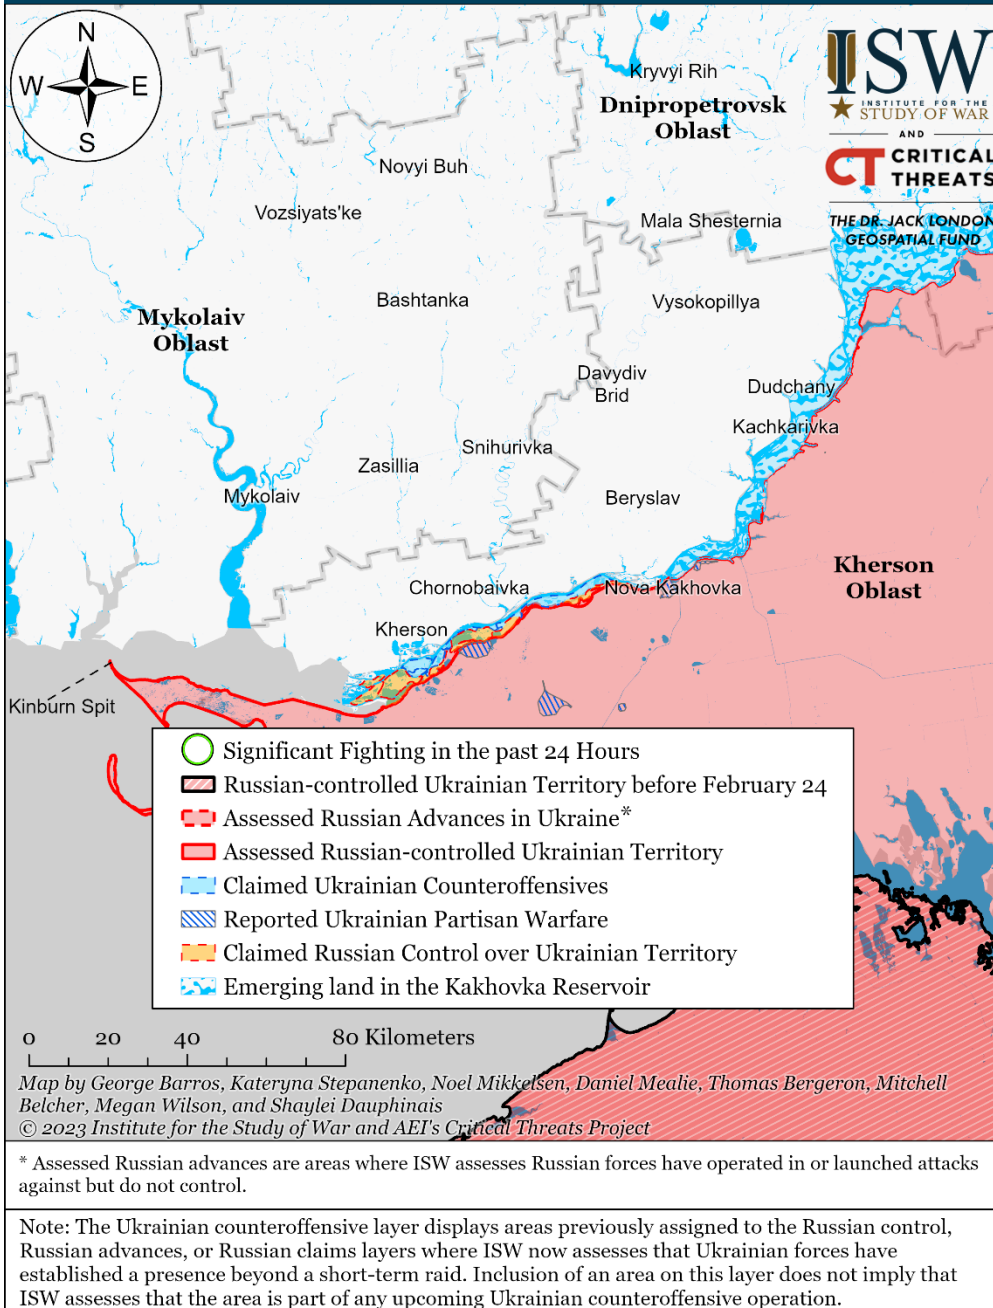 N
W
E
S
ISW
INSTITUTE FOR THE
STUDY OF WAR
AND
CT CRITICAL
THREATS
THE DR. JACK LONDON
GEOSPATIAL FUND
Kryvyi Rih
Dnipropetrovsk
Oblast
Novyi Buh
Vozsiyats'ke
Mala Shesternia
Bashtanka
Vysokopillya
Mykolaiv
Oblast
Davydiv
Brid
Dudchany
Kachkarivka
Snihurivka
Zasillia
Mykolaiv
Beryslav
Kherson
Oblast
Chornobaivka
Nova Kakhovka
Kherson
Kinburn Spit
Significant Fighting in the past 24 Hours
Russian-controlled Ukrainian Territory before February 24
Assessed Russian Advances in Ukraine*
Assessed Russian-controlled Ukrainian Territory
Claimed Ukrainian Counteroffensives
Reported Ukrainian Partisan Warfare
Claimed Russian Control over Ukrainian Territory
Emerging land in the Kakhovka Reservoir
0 20 40 80 Kilometers
Map by George Barros, Kateryna Stepanenko, Noel Mikkelsen, Daniel Mealie, Thomas Bergeron, Mitchell
Belcher, Megan Wilson, and Shaylei Dauphinais
© 2023 Institute for the Study of War and AEI's Critical Threats Project
* Assessed Russian advances are areas where ISW assesses Russian forces have operated in or launched attacks
against but do not control.
Note: The Ukrainian counteroffensive layer displays areas previously assigned to the Russian control,
Russian advances, or Russian claims layers where ISW now assesses that Ukrainian forces have
established a presence beyond a short-term raid. Inclusion of an area on this layer does not imply that
ISW assesses that the area is part of any upcoming Ukrainian counteroffensive operation.